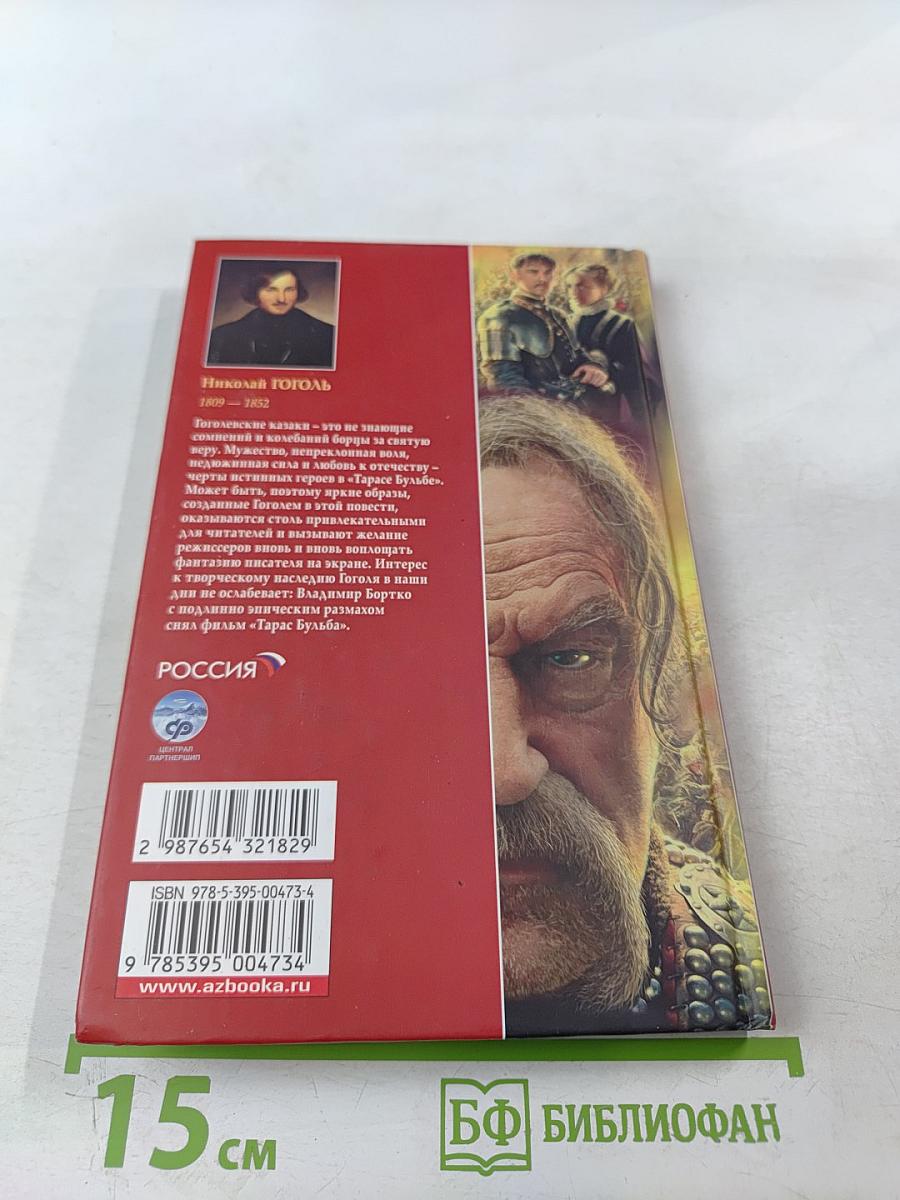 Николай ГОГОЛЬ
1809 — 1852
Гоголевские казаки – это не знающие
сомнений и колебаний борцы за святую
веру. Мужество, непреклонная воля,
недюжинная сила и любовь к отечеству –
черты истинных героев в «Тарасе Бульбе».
Может быть, поэтому яркие образы,
созданные Гоголем в этой повести,
оказываются столь привлекательными
для читателей и вызывают желание
режиссеров вновь и вновь воплощать
фантазию писателя на экране. Интерес
к творческому наследию Гоголя в наши
дни не ослабевает: Владимир Бортко
с подлинно эпическим размахом
снял фильм «Тарас Бульба».
РОССИЯ
ЦЕНТРАЛ
ПАРТНЕРШИП
2 987654 321829
ISBN 978-5-395-00473-4
9 785395 004734
www.azbooka.ru
15 см
БФ БИБЛИОФАН